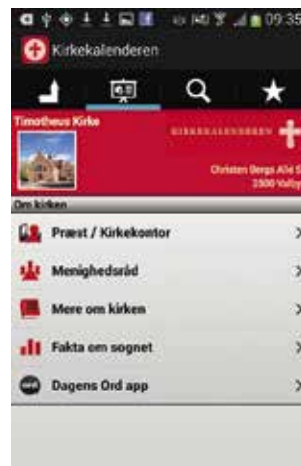 09:35
Kirkekalenderen
Timotheus Kirke
KIRKEKALENDEREN
Christen Bergs Allé 5
2500 Valby
Om kirken
Præst / Kirkekontor
Menighedsråd
Mere om kirken
Fakta om sognet
Dagens Ord app